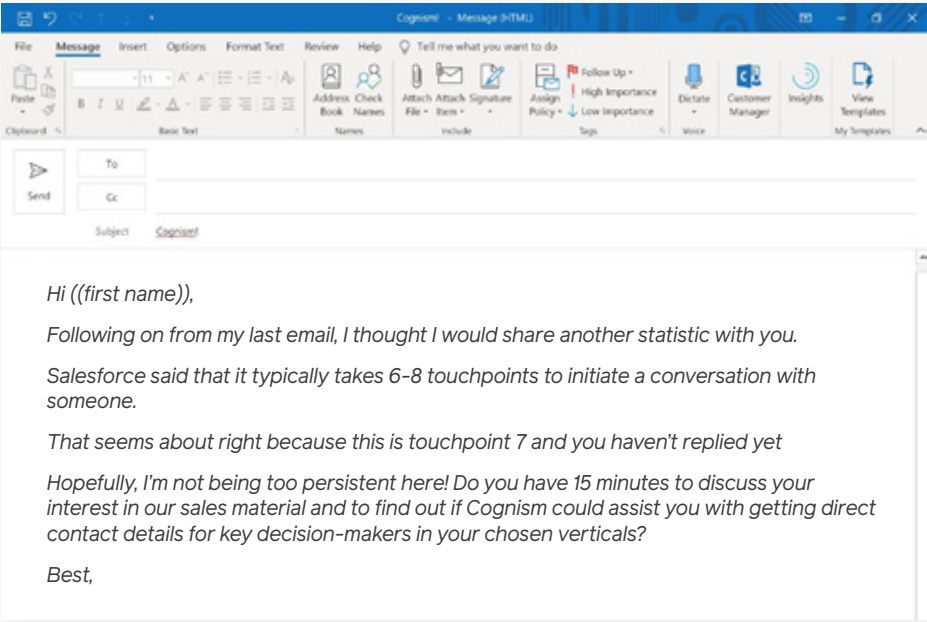 Cognism! - Message (HTML)
File Message Insert Options Format Text Review Help Tell me what you want to do
Paste
Clipboard
11
B I U A
Basic Text
Address Book
Check Names
Names
Attach File
Attach Item
Signature
Include
Assign Policy
Follow Up
High Importance
Low Importance
Tags
Dictate
Voice
Customer Manager
Insights
View Templates
My Templates
Send
To
Cc
Subject Cognism!
Hi ((first name)),
Following on from my last email, I thought I would share another statistic with you.
Salesforce said that it typically takes 6-8 touchpoints to initiate a conversation with
someone.
That seems about right because this is touchpoint 7 and you haven't replied yet
Hopefully, I'm not being too persistent here! Do you have 15 minutes to discuss your
interest in our sales material and to find out if Cognism could assist you with getting direct
contact details for key decision-makers in your chosen verticals?
Best,